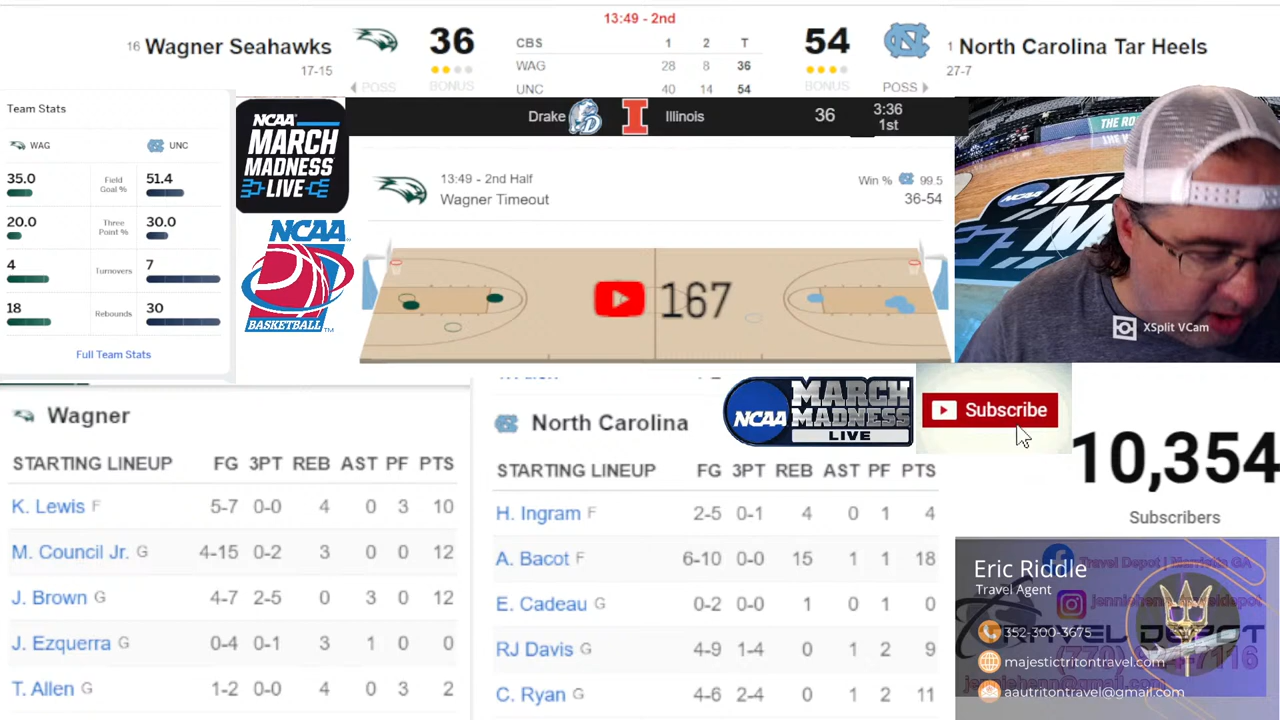 13:49 - 2nd
16 Wagner Seahawks
17-15
36
POSS
BONUS
CBS 1 2 T
WAG 28 8 36
UNC 40 14 54
54
BONUS
1 North Carolina Tar Heels
27-7
POSS
Drake
Illinois
36
3:36
1st
Team Stats
WAG
UNC
35.0 Field Goal % 51.4
20.0 Three Point % 30.0
4 Turnovers 7
18 Rebounds 30
Full Team Stats
NCAA
MARCH
MADNESS
LIVE
NCAA
BASKETBALL
13:49 - 2nd Half
Wagner Timeout
Win % 99.5
36-54
167
THE RO
NCAA
XSplit VCam
Wagner
STARTING LINEUP FG 3PT REB AST PF PTS
K. Lewis F 5-7 0-0 4 0 3 10
M. Council Jr. G 4-15 0-2 3 0 0 12
J. Brown G 4-7 2-5 0 3 0 12
J. Ezquerra G 0-4 0-1 3 1 0 0
T. Allen G 1-2 0-0 4 0 3 2
North Carolina
STARTING LINEUP FG 3PT REB AST PF PTS
H. Ingram F 2-5 0-1 4 0 1 4
A. Bacot F 6-10 0-0 15 1 1 18
E. Cadeau G 0-2 0-0 1 0 1 0
RJ Davis G 4-9 1-4 0 1 2 9
C. Ryan G 4-6 2-4 0 1 2 11
NCAA
MARCH
MADNESS
LIVE
Subscribe
10,354
Subscribers
Eric Riddle
Travel Agent
352-300-3675
majestictritontravel.com
aautritontravel@gmail.com